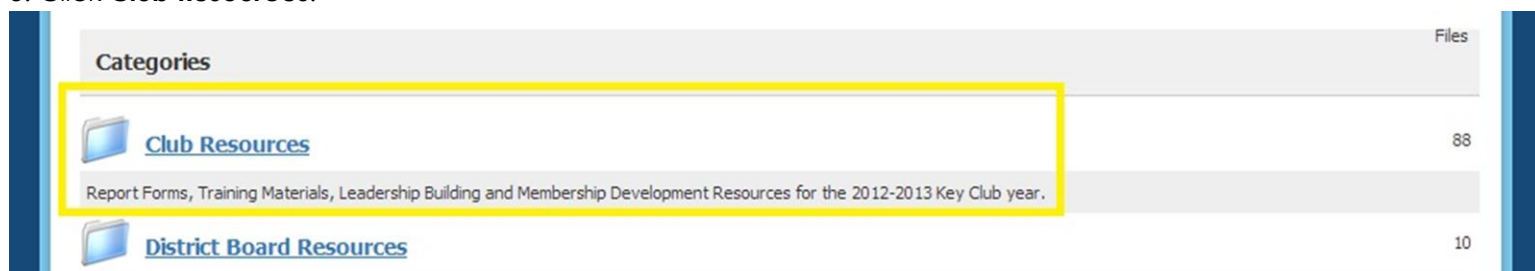 Files
Categories
Club Resources
88
Report Forms, Training Materials, Leadership Building and Membership Development Resources for the 2012-2013 Key Club year.
District Board Resources
10